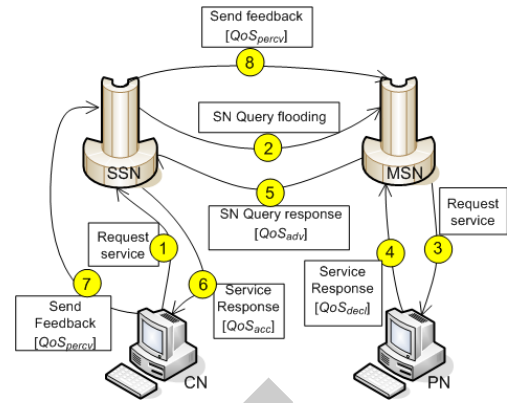 Send feedback
[QoSpercv]
8
SN Query flooding
2
SSN
MSN
5
SN Query response
[QoSadv]
Request
service
1
Request
service
3
4
7
6
Service
Response
[QoSacc]
Service
Response
[QoSdecl]
Send
Feedback
[QoSpercv]
CN
PN